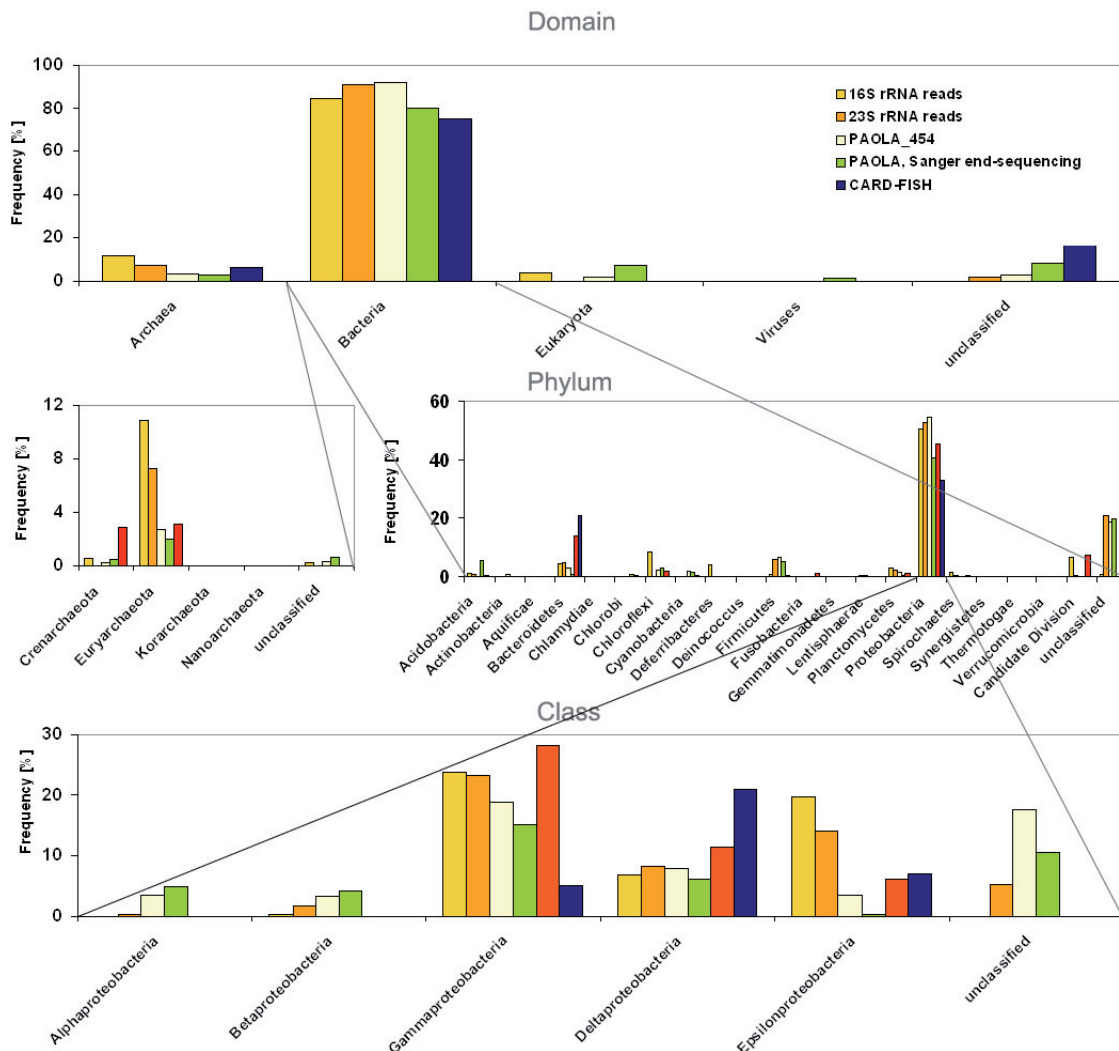 Domain
Frequency [%]
100
80
60
40
20
0
16S rRNA reads
23S rRNA reads
PAOLA_454
PAOLA, Sanger end-sequencing
CARD-FISH
Archaea
Bacteria
Eukaryota
Viruses
unclassified
Phylum
Frequency [%]
12
8
4
0
Crenarchaeota
Euryarchaeota
Korarchaeota
Nanoarchaeota
unclassified
Frequency [%]
60
40
20
0
Acidobacteria
Actinobacteria
Aquificae
Bacteroidetes
Chlamydiae
Chlorobi
Chloroflexi
Cyanobacteria
Deferribacteres
Deinococcus
Firmicutes
Fusobacteria
Gemmatimonadetes
Lentisphaerae
Planctomycetes
Proteobacteria
Spirochaetes
Synergistetes
Thermotogae
Verrucomicrobia
Candidate Division
unclassified
Class
Frequency [%]
30
20
10
0
Alphaproteobacteria
Betaproteobacteria
Gammaproteobacteria
Deltaproteobacteria
Epsilonproteobacteria
unclassified